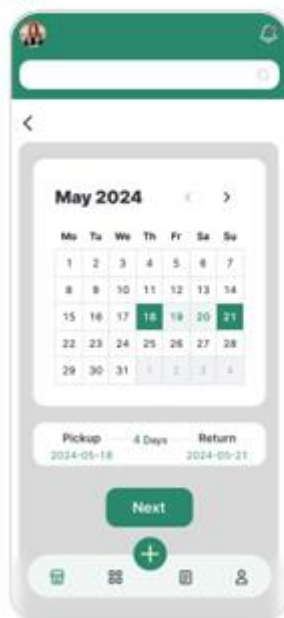 May 2024
Mo Tu We Th Fr Sa Su
1 2 3 4 5 6 7
8 9 10 11 12 13 14
15 16 17 18 19 20 21
22 23 24 25 26 27 28
29 30 31 1 2 3 4
Pickup 4 Days Return
2024-05-18 2024-05-21
Next